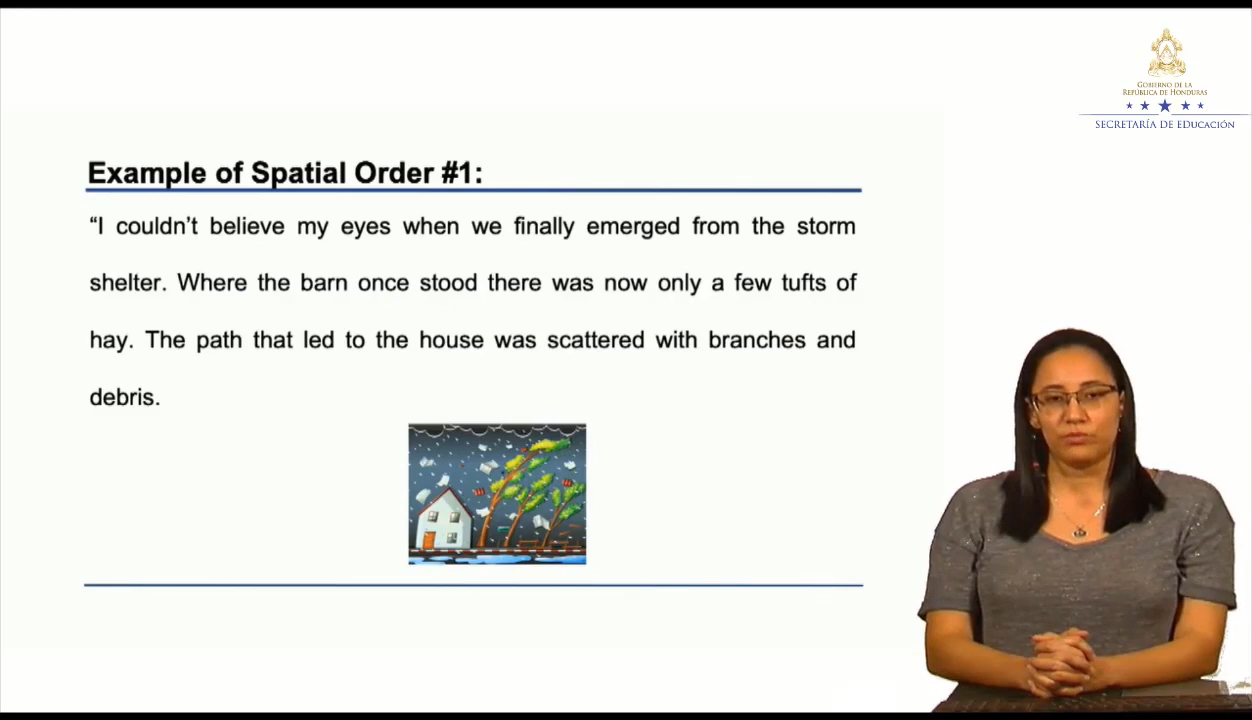 GOBIERNO DE LA
REPÚBLICA DE HONDURAS
SECRETARÍA DE EDUCACIÓN
Example of Spatial Order #1:
“I couldn’t believe my eyes when we finally emerged from the storm
shelter. Where the barn once stood there was now only a few tufts of
hay. The path that led to the house was scattered with branches and
debris.